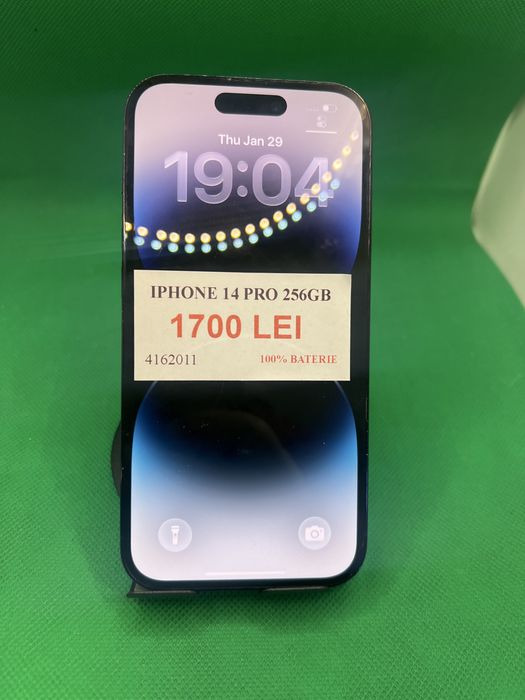 Thu Jan 29
19:04
IPHONE 14 PRO 256GB
1700 LEI
4162011 100% BATERIE